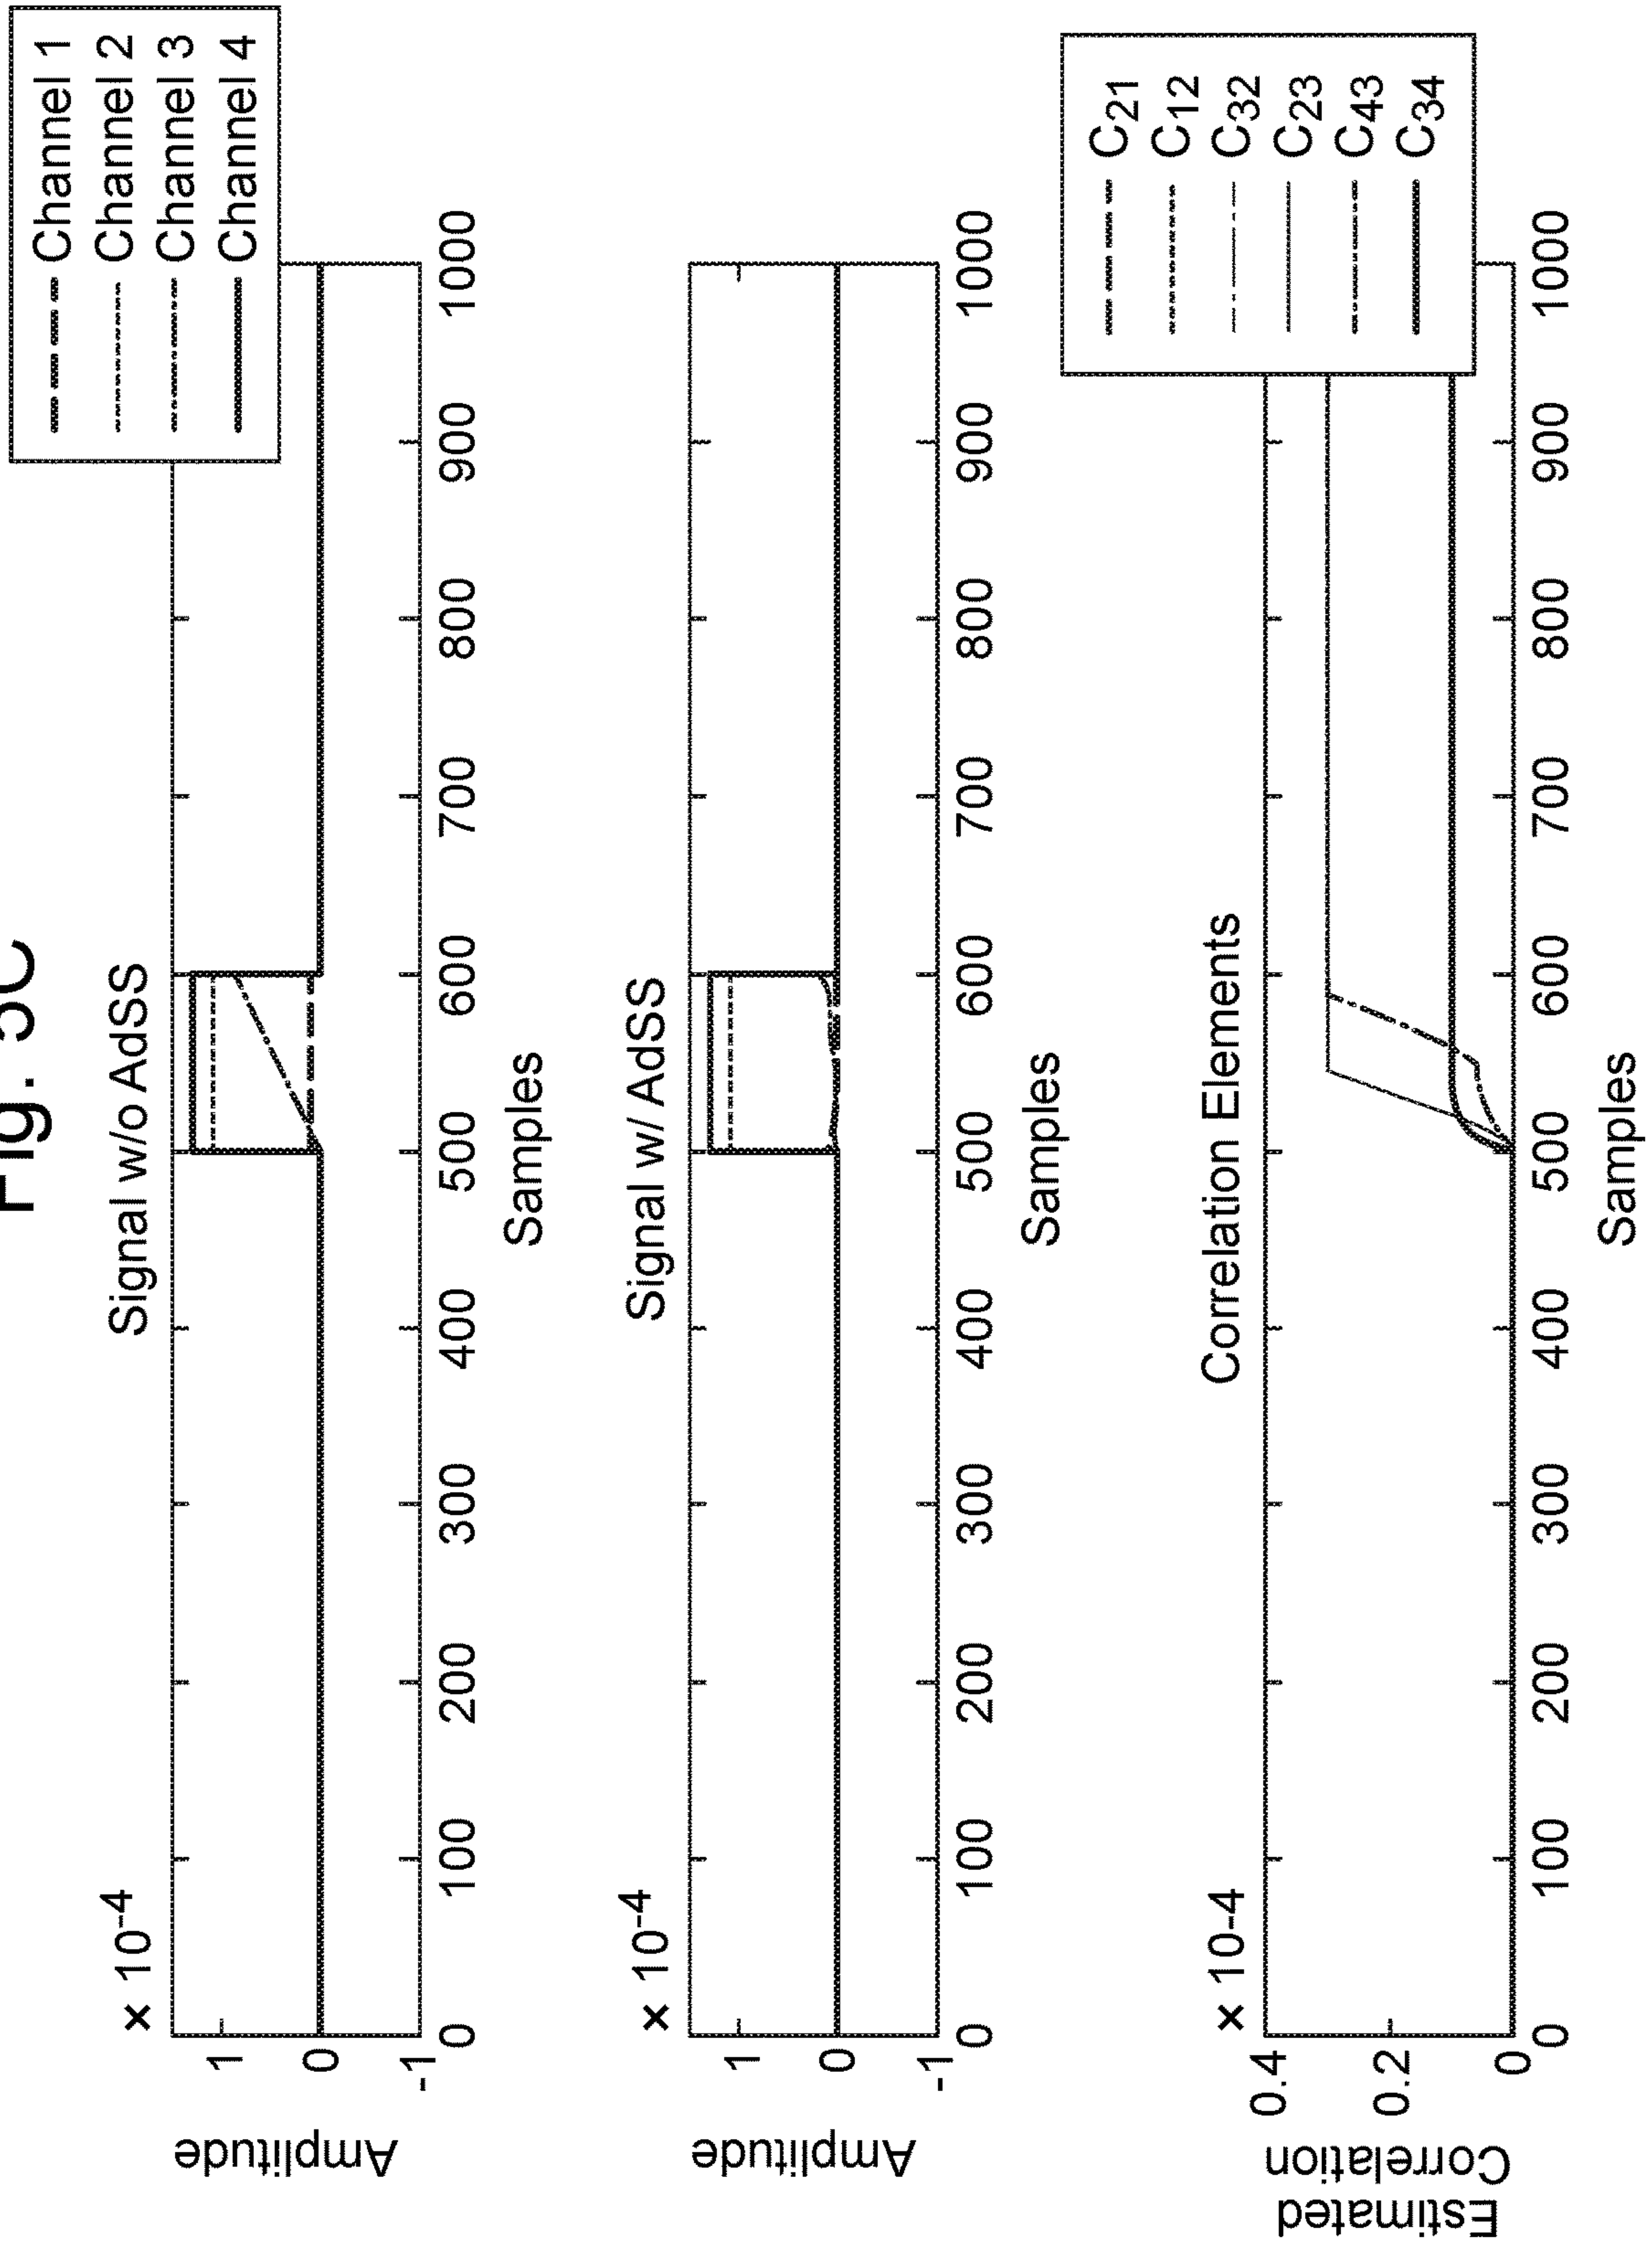 Fig. 5C
Signal w/o AdSS
× 10-4
Channel 1
Channel 2
Channel 3
Channel 4
Amplitude
1
0
-1
0 100 200 300 400 500 600 700 800 900 1000
Samples
Signal w/ AdSS
× 10-4
Amplitude
1
0
-1
0 100 200 300 400 500 600 700 800 900 1000
Samples
Correlation Elements
× 10-4
C21
C12
C32
C23
C43
C34
Estimated
Correlation
0.4
0.2
0
0 100 200 300 400 500 600 700 800 900 1000
Samples